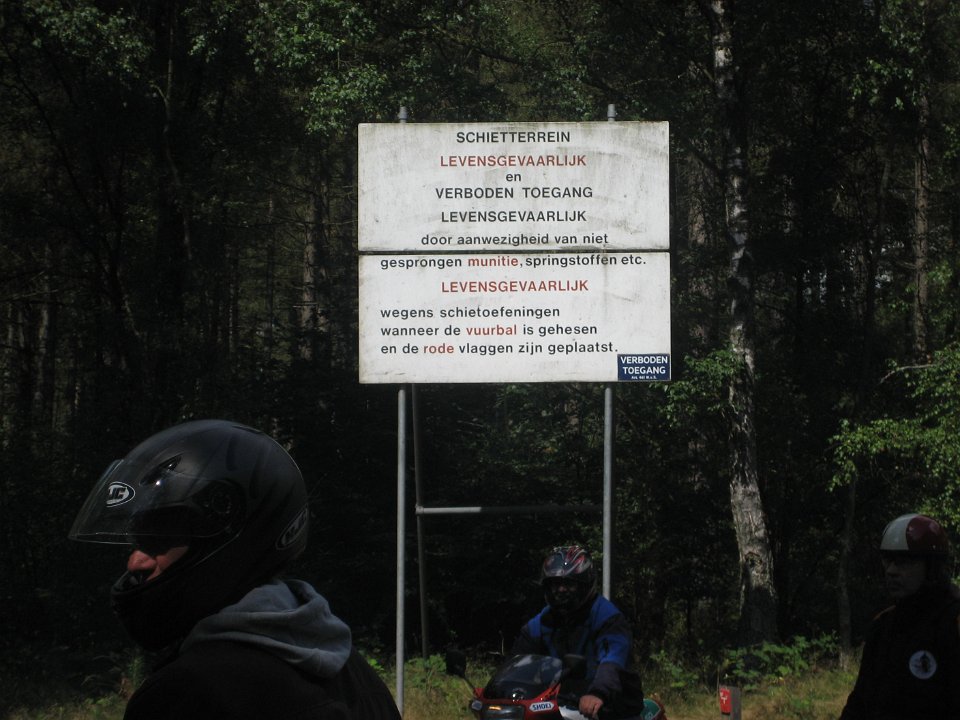 SCHIETTERREIN
LEVENSGEVAARLIJK
en
VERBODEN TOEGANG
LEVENSGEVAARLIJK
door aanwezigheid van niet
gesprongen munitie, springstoffen etc.
LEVENSGEVAARLIJK
wegens schietoefeningen
wanneer de vuurbal is gehesen
en de rode vlaggen zijn geplaatst.
VERBODEN
TOEGANG
SHOEI